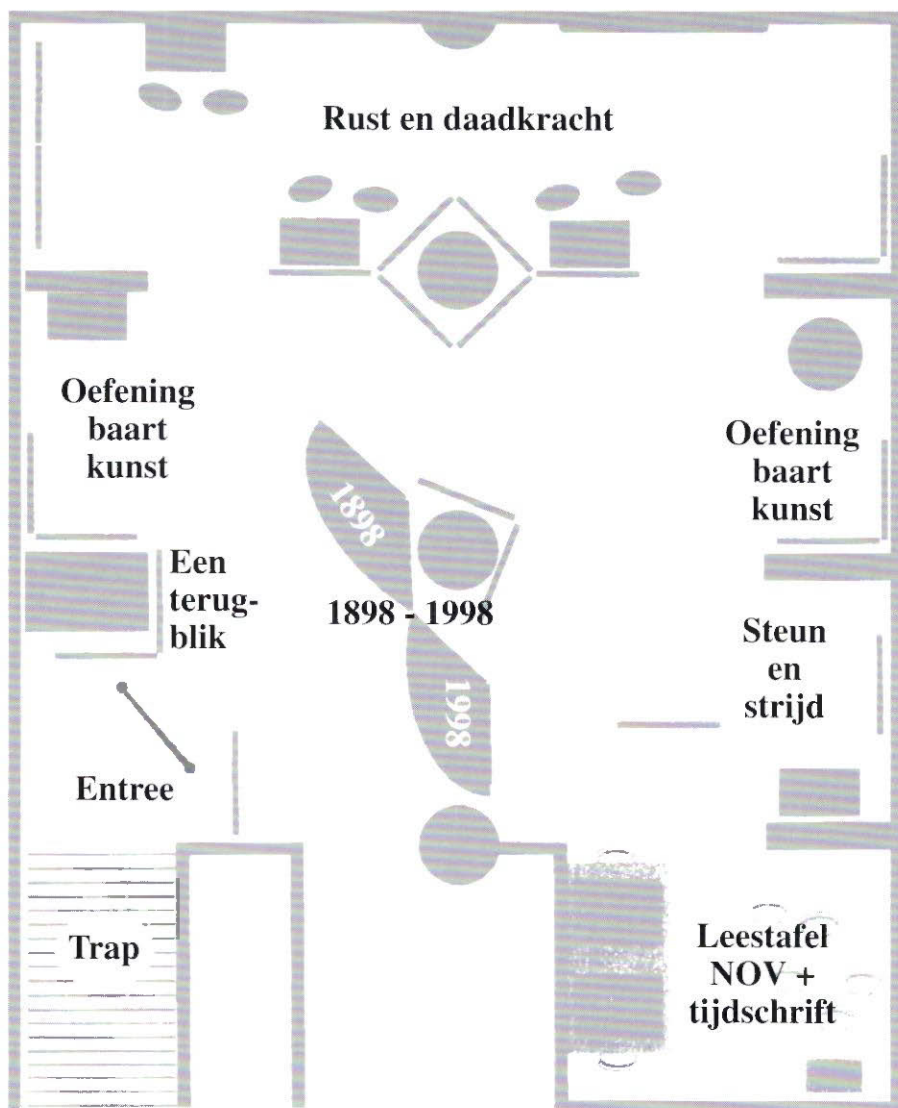 Rust en daadkracht
Oefening
baart
kunst
Oefening
baart
kunst
1898
Een
terug-
blik
1898 - 1998
Steun
en
strijd
1998
Entree
Trap
Leestafel
NOV +
tijdschrift